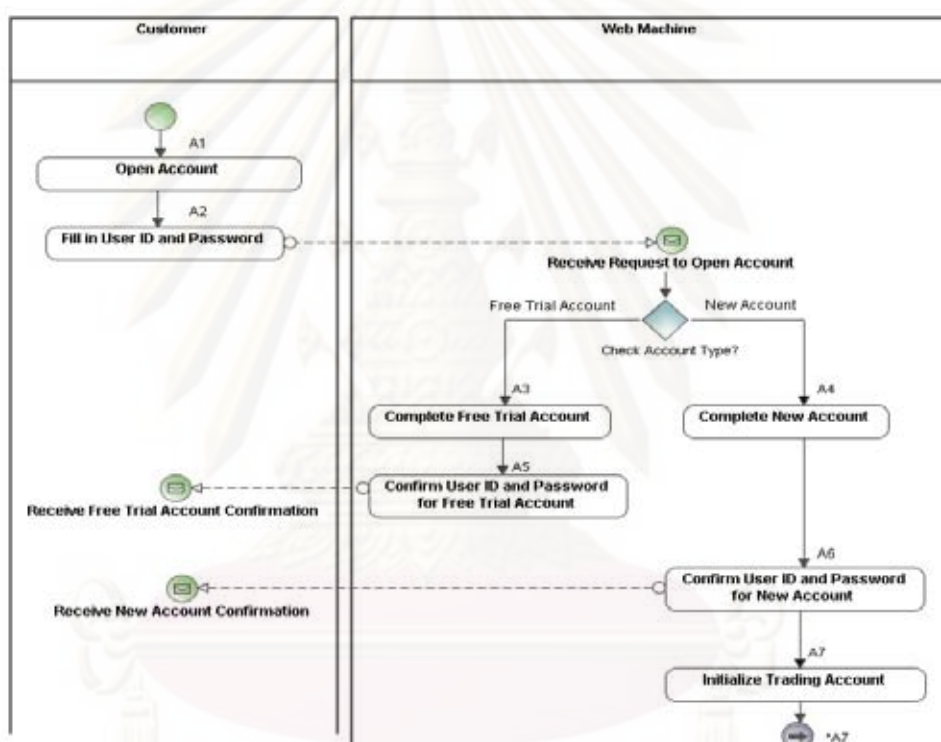 Customer
Web Machine
A1
Open Account
A2
Fill in User ID and Password
Receive Request to Open Account
Free Trial Account
New Account
Check Account Type?
A3
A4
Complete Free Trial Account
Complete New Account
A5
Confirm User ID and Password
for Free Trial Account
Receive Free Trial Account Confirmation
A6
Confirm User ID and Password
for New Account
Receive New Account Confirmation
A7
Initialize Trading Account
*A7